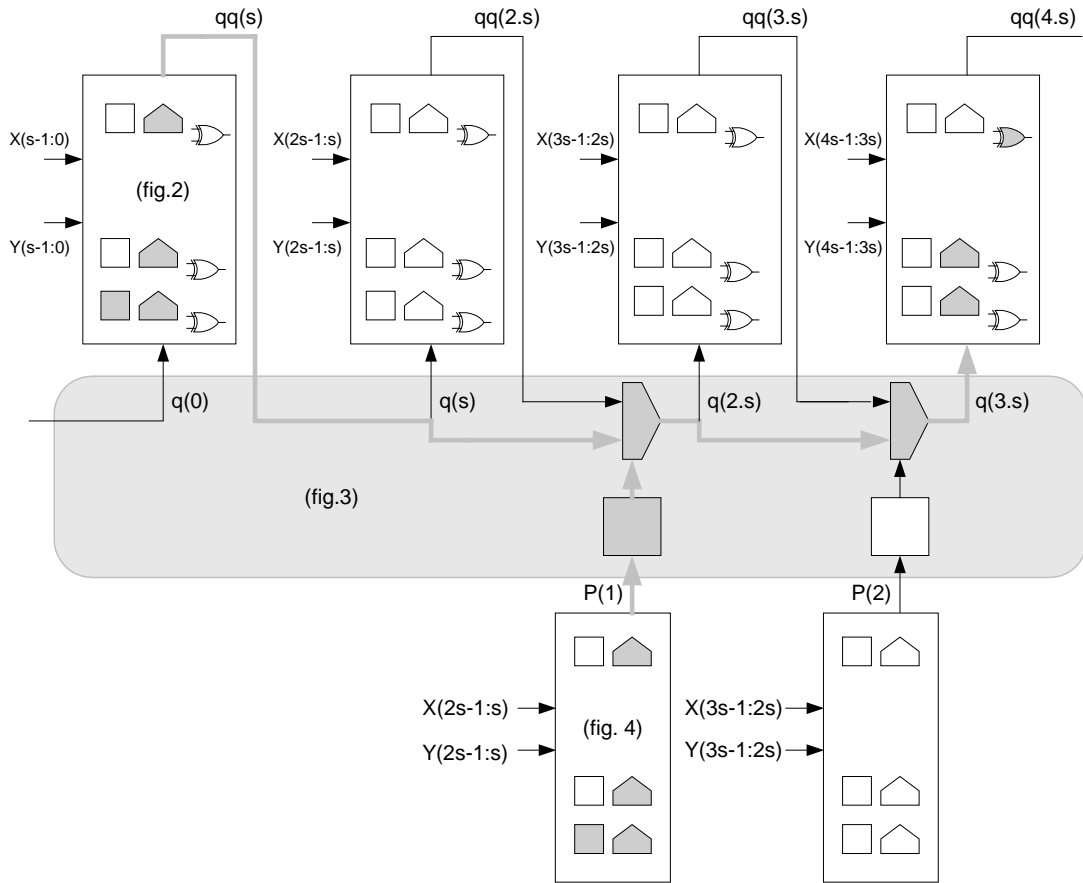 qq(s)
qq(2.s)
qq(3.s)
qq(4.s)
X(s-1:0)
X(2s-1:s)
X(3s-1:2s)
X(4s-1:3s)
(fig.2)
Y(s-1:0)
Y(2s-1:s)
Y(3s-1:2s)
Y(4s-1:3s)
q(0)
q(s)
q(2.s)
q(3.s)
(fig.3)
P(1)
P(2)
X(2s-1:s)
X(3s-1:2s)
(fig. 4)
Y(2s-1:s)
Y(3s-1:2s)